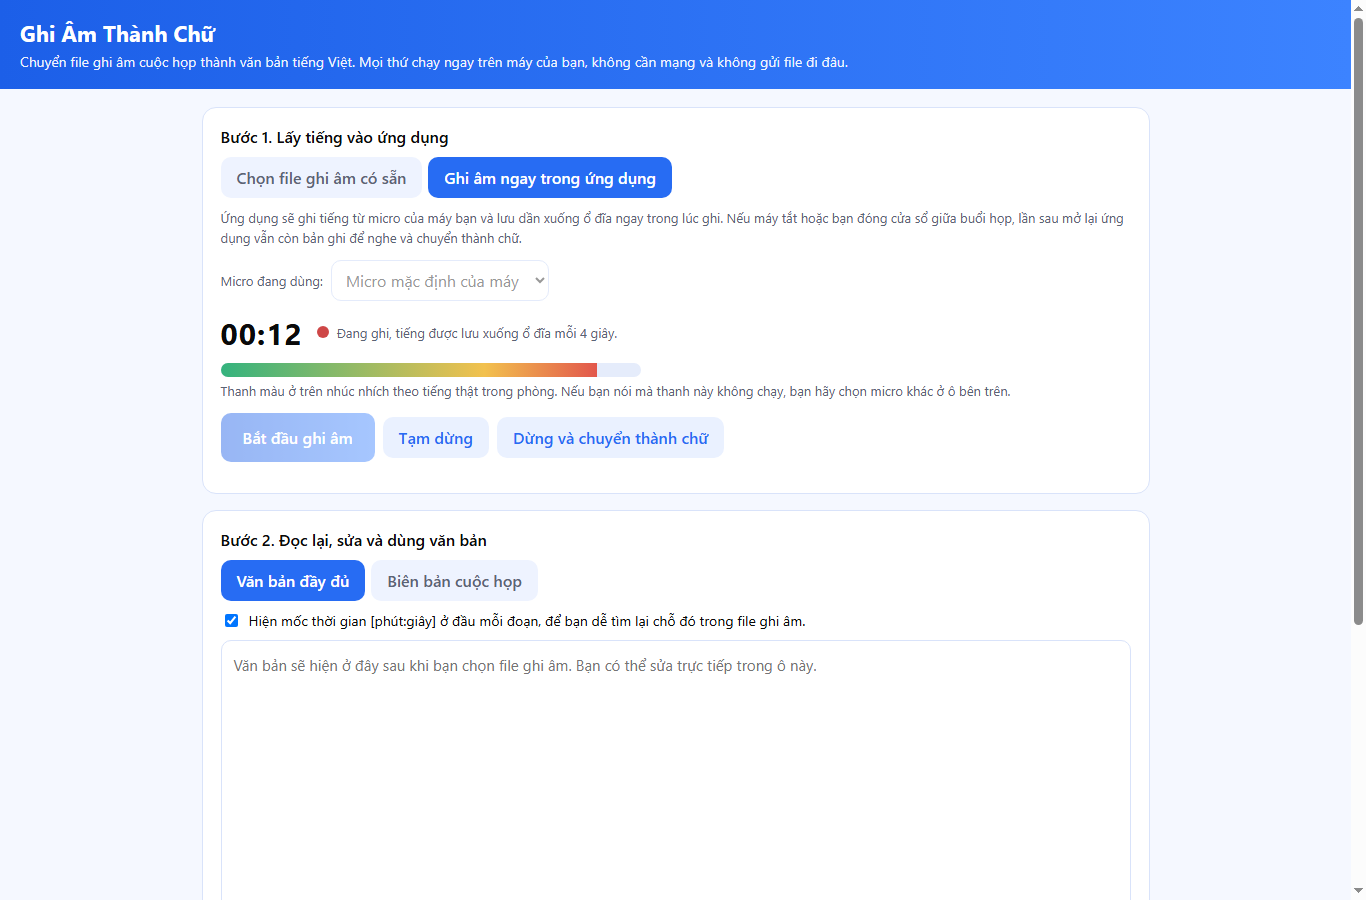 Ghi Âm Thành Chữ
Chuyển file ghi âm cuộc họp thành văn bản tiếng Việt. Mọi thứ chạy ngay trên máy của bạn, không cần mạng và không gửi file đi đâu.
Bước 1. Lấy tiếng vào ứng dụng
Chọn file ghi âm có sẵn
Ghi âm ngay trong ứng dụng
Ứng dụng sẽ ghi tiếng từ micro của máy bạn và lưu dần xuống ổ đĩa ngay trong lúc ghi. Nếu máy tắt hoặc bạn đóng cửa sổ giữa buổi họp, lần sau mở lại ứng
dụng vẫn còn bản ghi để nghe và chuyển thành chữ.
Micro đang dùng:
Micro mặc định của máy
00:12
Đang ghi, tiếng được lưu xuống ổ đĩa mỗi 4 giây.
Thanh màu ở trên nhúc nhích theo tiếng thật trong phòng. Nếu bạn nói mà thanh này không chạy, bạn hãy chọn micro khác ở ô bên trên.
Bắt đầu ghi âm
Tạm dừng
Dừng và chuyển thành chữ
Bước 2. Đọc lại, sửa và dùng văn bản
Văn bản đầy đủ
Biên bản cuộc họp
Hiện mốc thời gian [phút:giây] ở đầu mỗi đoạn, để bạn dễ tìm lại chỗ đó trong file ghi âm.
Văn bản sẽ hiện ở đây sau khi bạn chọn file ghi âm. Bạn có thể sửa trực tiếp trong ô này.